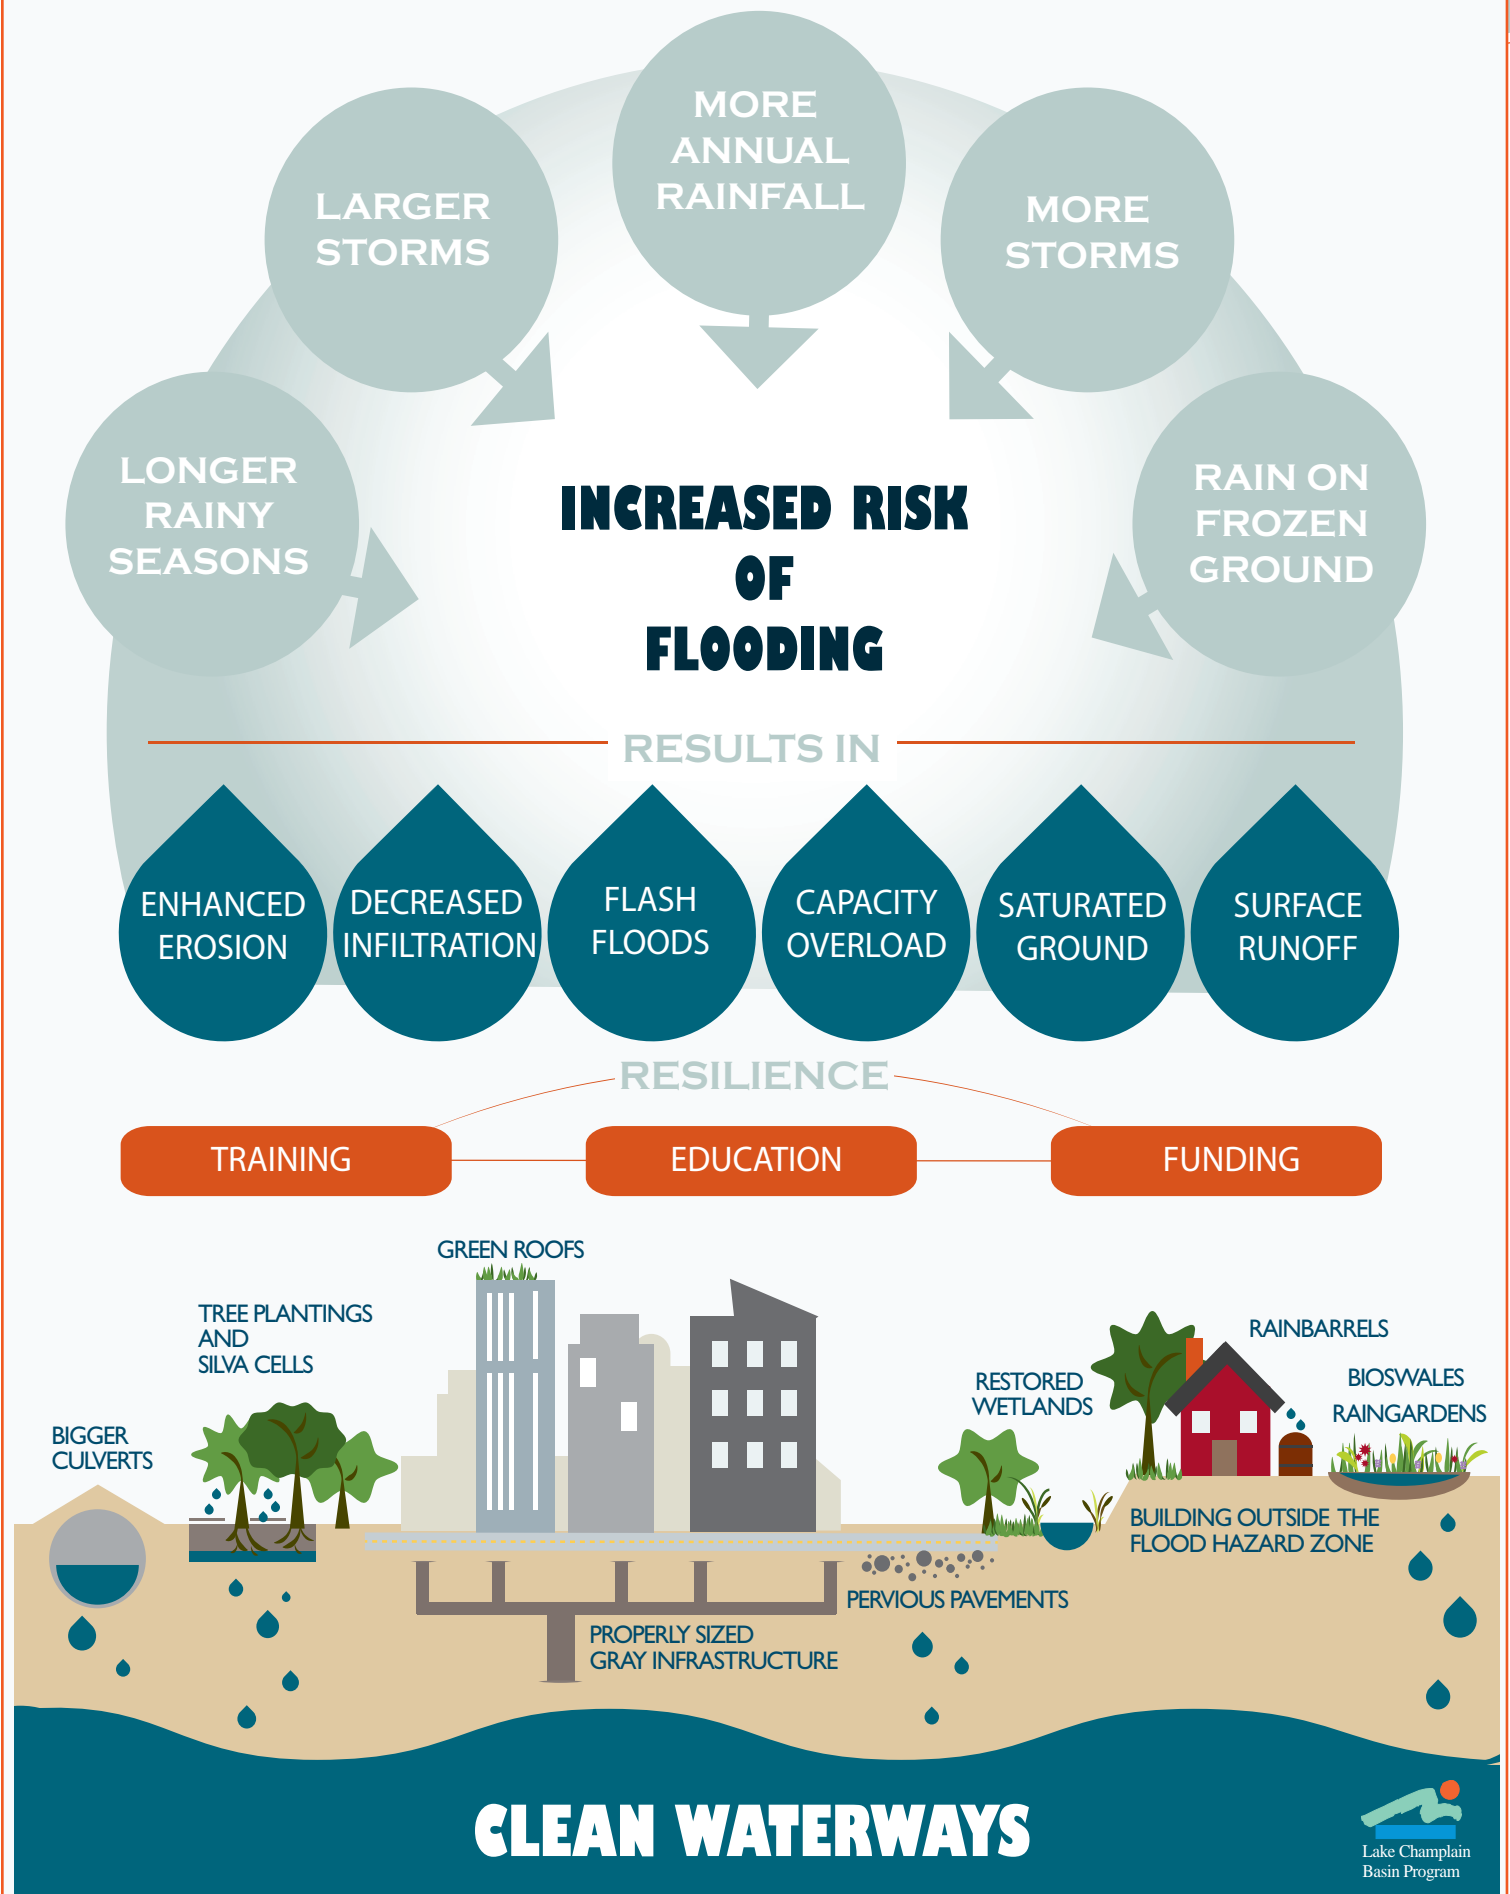 MORE
ANNUAL
RAINFALL
LARGER
STORMS
MORE
STORMS
LONGER
RAINY
SEASONS
RAIN ON
FROZEN
GROUND
INCREASED RISK
OF
FLOODING
RESULTS IN
ENHANCED
EROSION
DECREASED
INFILTRATION
FLASH
FLOODS
CAPACITY
OVERLOAD
SATURATED
GROUND
SURFACE
RUNOFF
RESILIENCE
TRAINING
EDUCATION
FUNDING
GREEN ROOFS
TREE PLANTINGS
AND
SILVA CELLS
BIGGER
CULVERTS
RESTORED
WETLANDS
RAINBARRELS
BIOSWALES
RAINGARDENS
BUILDING OUTSIDE THE
FLOOD HAZARD ZONE
PERVIOUS PAVEMENTS
PROPERLY SIZED
GRAY INFRASTRUCTURE
CLEAN WATERWAYS
Lake Champlain
Basin Program